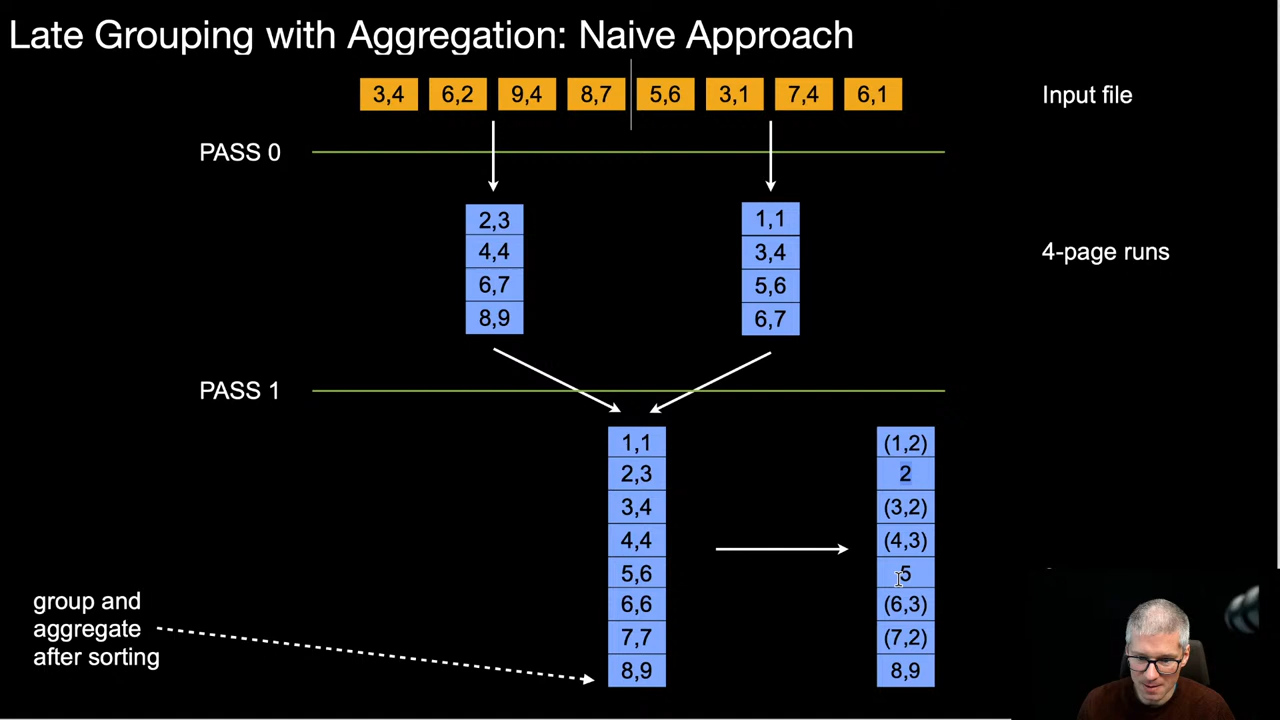 Late Grouping with Aggregation: Naive Approach
3,4 6,2 9,4 8,7 5,6 3,1 7,4 6,1 Input file
PASS 0
2,3 1,1
4,4 3,4 4-page runs
6,7 5,6
8,9 6,7
PASS 1
1,1 (1,2)
2,3 2
3,4 (3,2)
4,4 (4,3)
5,6 5
6,6 (6,3)
7,7 (7,2)
8,9 8,9
group and
aggregate
after sorting